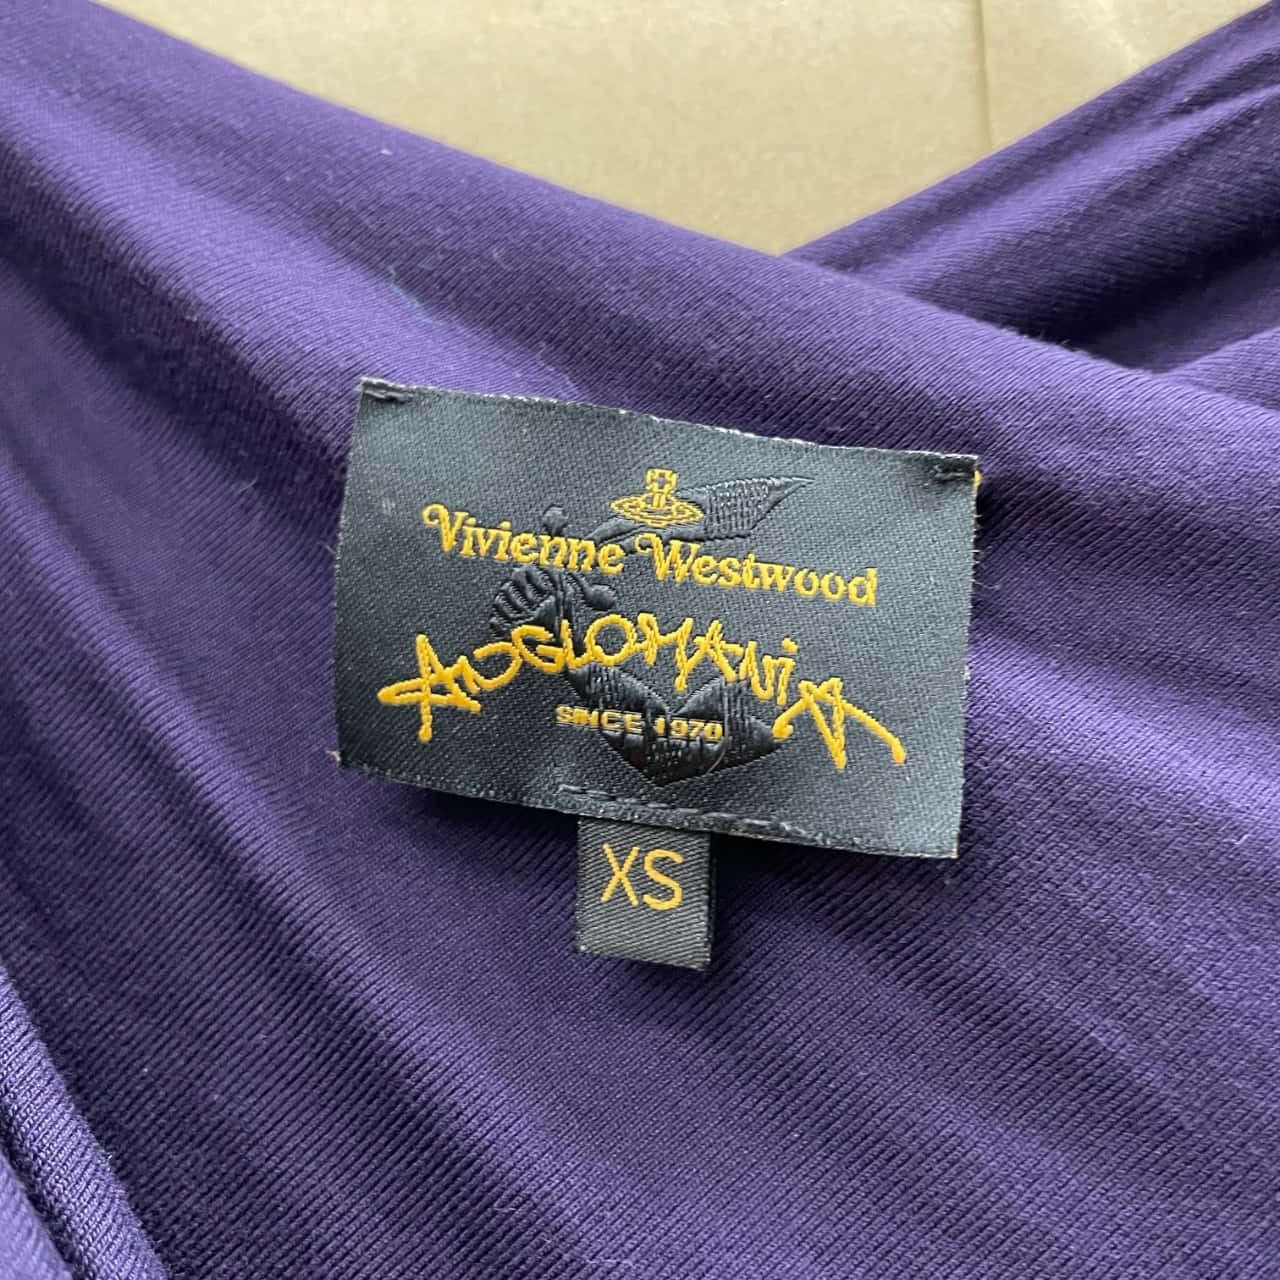 Vivienne Westwood
ANGLOMANiA
SINCE 1970
XS